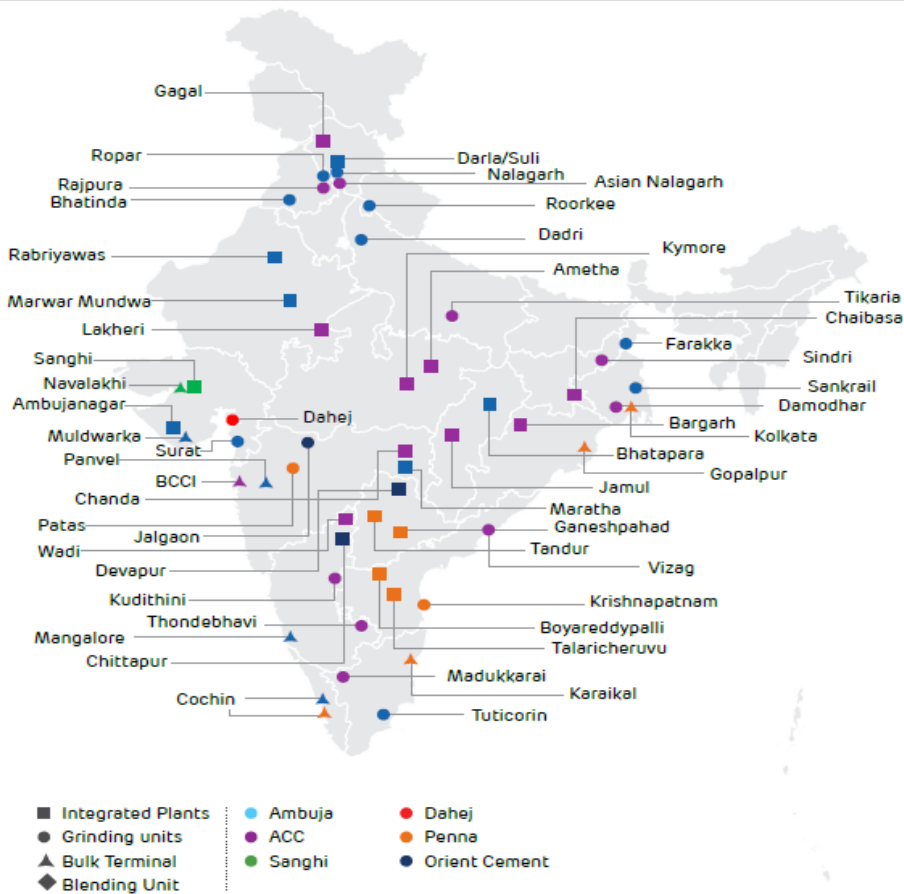 Gagal
Ropar
Darla/Suli
Nalagarh
Rajpura
Asian Nalagarh
Bhatinda
Roorkee
Dadri
Rabriyawas
Kymore
Ametha
Marwar Mundwa
Tikaria
Lakheri
Chaibasa
Farakka
Sanghi
Sindri
Navalakhi
Sankrail
Ambujanagar
Dahej
Damodhar
Bargarh
Muldwarka
Surat
Kolkata
Panvel
Bhatapara
Gopalpur
BCCI
Jamul
Chanda
Maratha
Patas
Jalgaon
Ganeshpahad
Wadi
Tandur
Devapur
Vizag
Kudithini
Krishnapatnam
Thondebhavi
Boyareddypalli
Mangalore
Talaricheruvu
Chittapur
Madukkarai
Karaikal
Cochin
Tuticorin
Integrated Plants
Grinding units
Bulk Terminal
Blending Unit
Ambuja
ACC
Sanghi
Dahej
Penna
Orient Cement